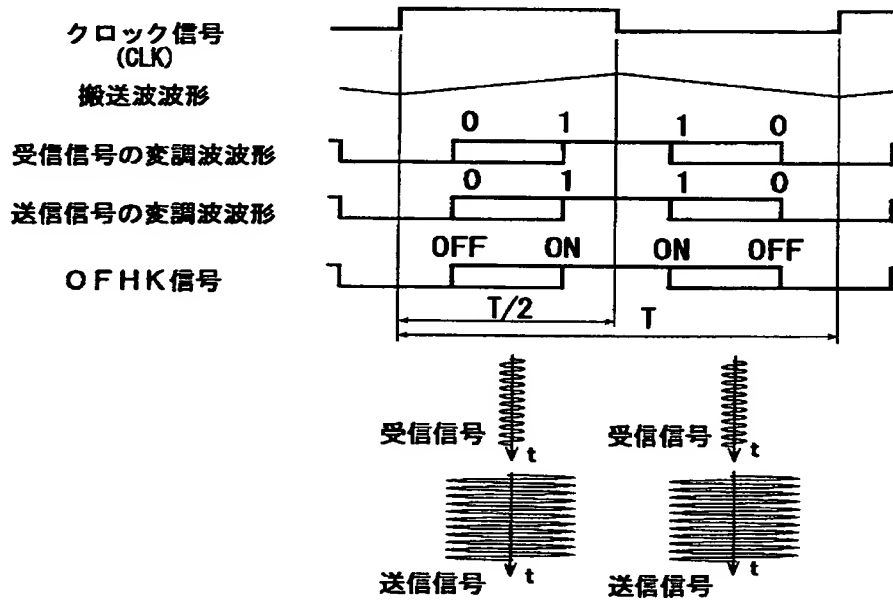 クロック信号
(CLK)
搬送波波形
0 1 1 0
受信信号の変調波波形
0 1 1 0
送信信号の変調波波形
OFF ON ON OFF
OFHK信号
T/2
T
受信信号 t 受信信号 t
送信信号 t 送信信号 t